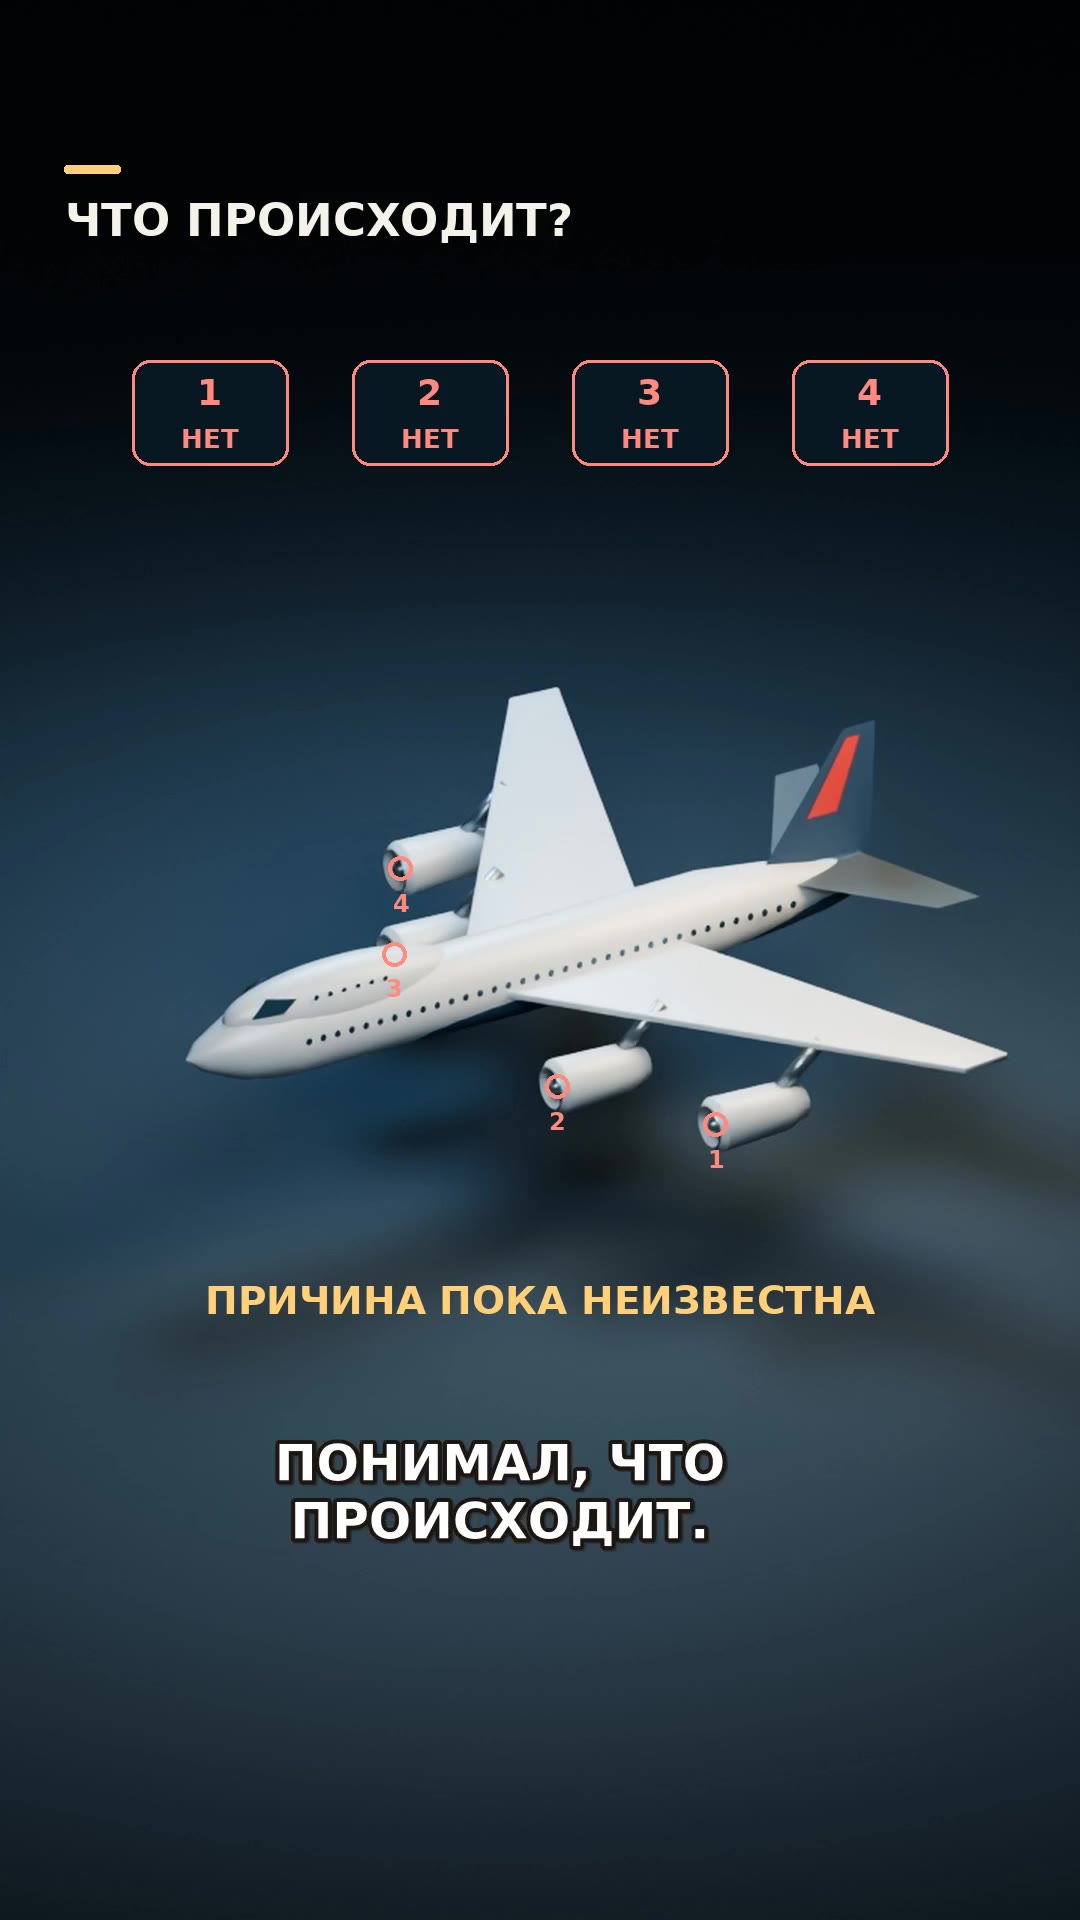 ЧТО ПРОИСХОДИТ?
1 2 3 4
НЕТ НЕТ НЕТ НЕТ
4
3
2
1
ПРИЧИНА ПОКА НЕИЗВЕСТНА
ПОНИМАЛ, ЧТО
ПРОИСХОДИТ.